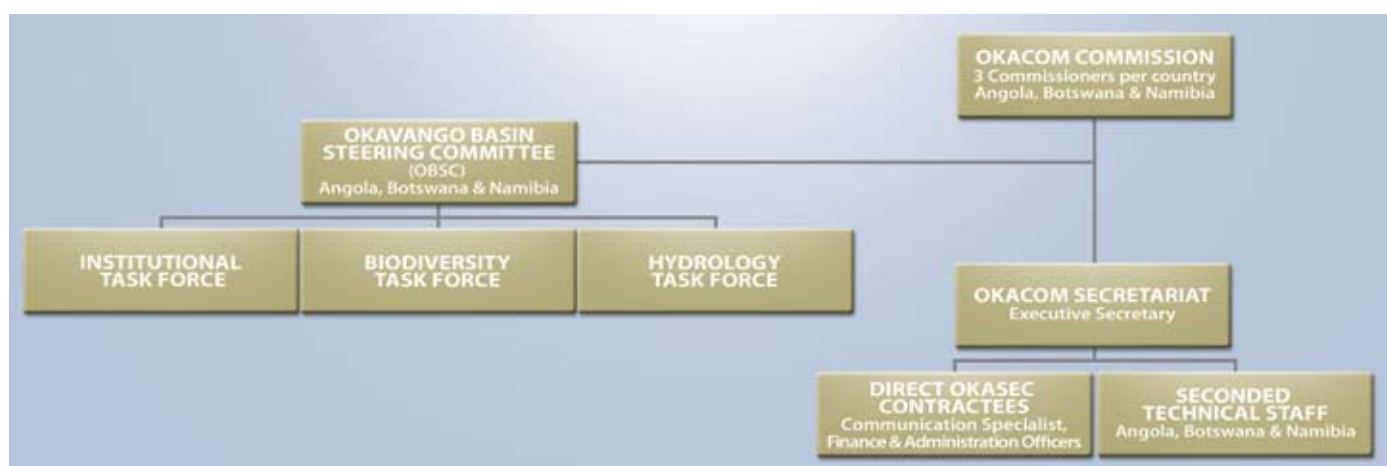 OKACOM COMMISSION
3 Commissioners per country
Angola, Botswana & Namibia
OKAVANGO BASIN
STEERING COMMITTEE
(OBSC)
Angola, Botswana & Namibia
INSTITUTIONAL
TASK FORCE
BIODIVERSITY
TASK FORCE
HYDROLOGY
TASK FORCE
OKACOM SECRETARIAT
Executive Secretary
DIRECT OKASEC
CONTRACTEES
Communication Specialist,
Finance & Administration Officers
SECONDED
TECHNICAL STAFF
Angola, Botswana & Namibia